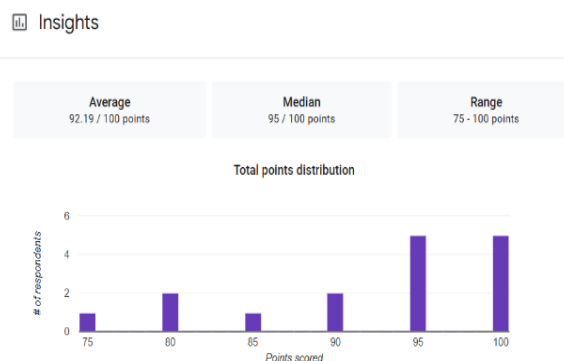 Insights
Average
92.19 / 100 points
Median
95 / 100 points
Range
75 - 100 points
Total points distribution
# of respondents
6
4
2
0
75 80 85 90 95 100
Points scored